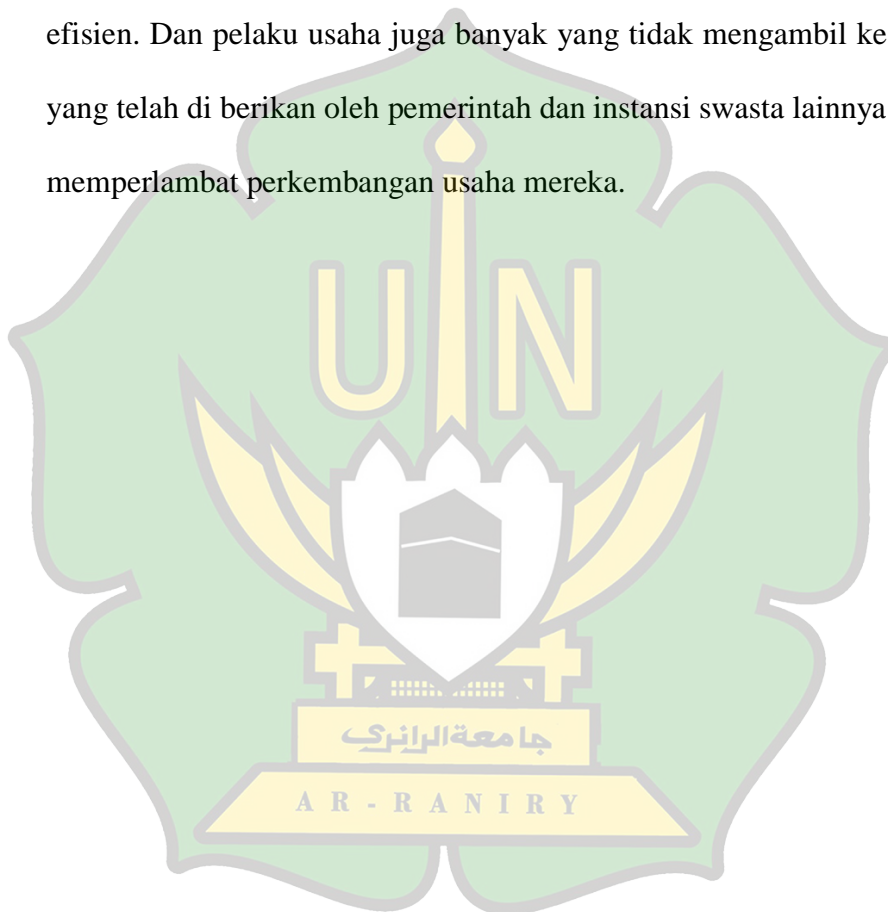 efisien. Dan pelaku usaha juga banyak yang tidak mengambil ke
yang telah di berikan oleh pemerintah dan instansi swasta lainnya
memperlambat perkembangan usaha mereka.
UIN
جامعة الرانري
AR-RANIRY